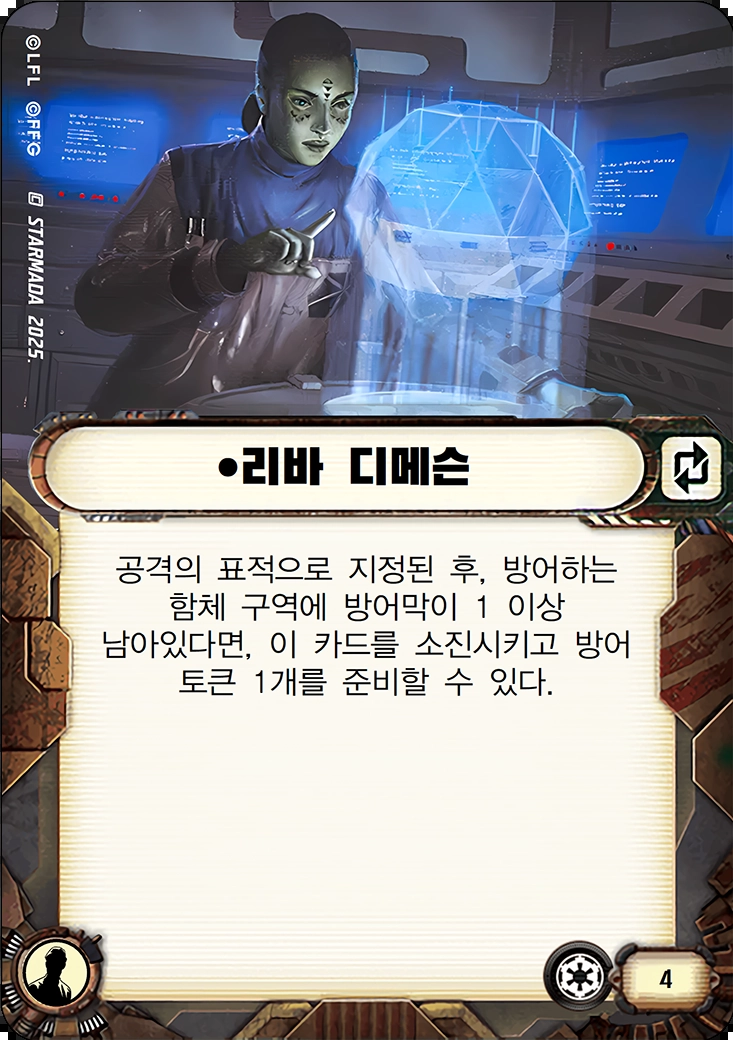 ©LFL ©FFG
STARMADA 2025.
•리바 디메슨
공격의 표적으로 지정된 후, 방어하는
함체 구역에 방어막이 1 이상
남아있다면, 이 카드를 소진시키고 방어
토큰 1개를 준비할 수 있다.
4